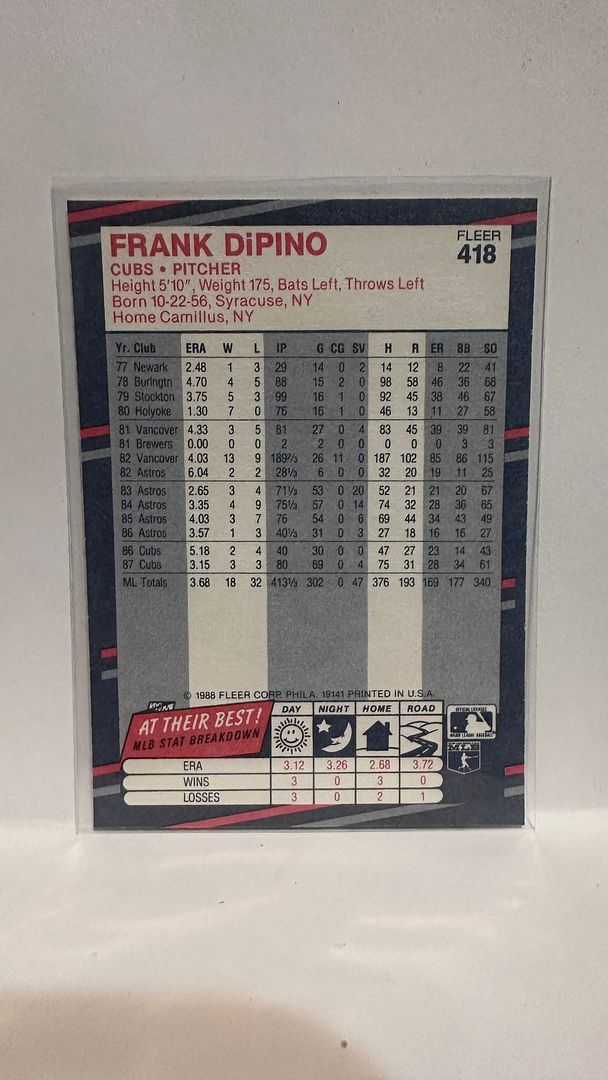 FRANK DiPINO
FLEER
418
CUBS • PITCHER
Height 5'10", Weight 175, Bats Left, Throws Left
Born 10-22-56, Syracuse, NY
Home Camillus, NY
Yr. Club ERA W L IP G CG SV H R ER BB SO
77 Newark 2.48 1 3 29 14 0 2 14 12 8 22 41
78 Burlngtn 4.70 4 5 88 15 2 0 98 58 46 36 68
79 Stockton 3.75 5 3 99 16 1 0 92 45 38 46 67
80 Holyoke 1.30 7 0 76 16 1 0 46 13 11 27 58
81 Vancover 4.33 3 5 81 27 0 4 83 45 39 39 81
81 Brewers 0.00 0 0 2 2 0 0 0 0 0 3 3
82 Vancover 4.03 13 9 189⅔ 26 11 0 187 102 85 86 115
82 Astros 6.04 2 2 28⅓ 6 0 0 32 20 19 11 25
83 Astros 2.65 3 4 71⅓ 53 0 20 52 21 21 20 67
84 Astros 3.35 4 9 75⅓ 57 0 14 74 32 28 36 65
85 Astros 4.03 3 7 76 54 0 6 69 44 34 43 49
86 Astros 3.57 1 3 40⅓ 31 0 3 27 18 16 16 27
86 Cubs 5.18 2 4 40 30 0 0 47 27 23 14 43
87 Cubs 3.15 3 3 80 69 0 4 75 31 28 34 61
ML Totals 3.68 18 32 413⅓ 302 0 47 376 193 169 177 340
© 1988 FLEER CORP. PHILA. 19141 PRINTED IN U.S.A.
AT THEIR BEST!
MLB STAT BREAKDOWN
DAY NIGHT HOME ROAD
OFFICIAL LICENSEE
MAJOR LEAGUE BASEBALL
ERA 3.12 3.26 2.68 3.72
WINS 3 0 3 0
LOSSES 3 0 2 1